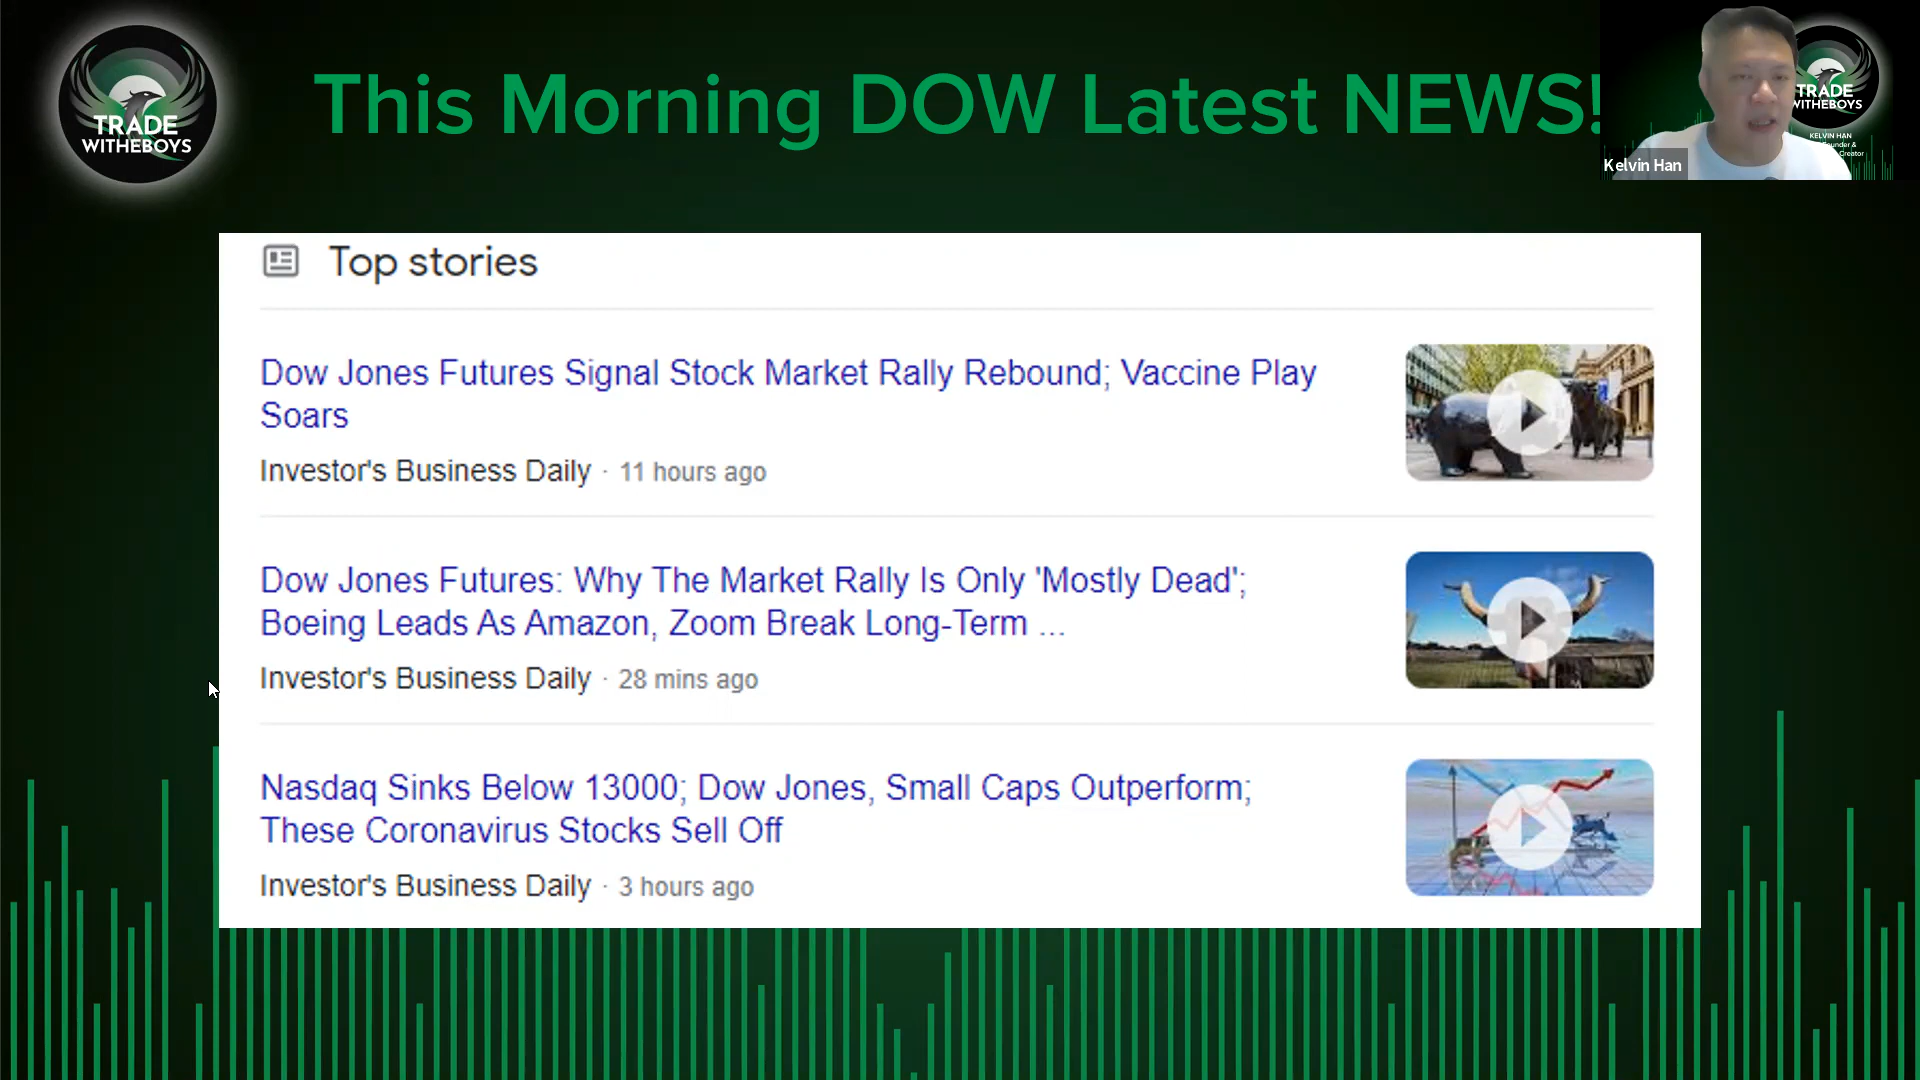 TRADE
WITHEBOYS
This Morning DOW Latest NEWS!
TRADE
WITHEBOYS
KELVIN HAN
Kelvin Han
Top stories
Dow Jones Futures Signal Stock Market Rally Rebound; Vaccine Play
Soars
Investor's Business Daily · 11 hours ago
Dow Jones Futures: Why The Market Rally Is Only 'Mostly Dead';
Boeing Leads As Amazon, Zoom Break Long-Term ...
Investor's Business Daily · 28 mins ago
Nasdaq Sinks Below 13000; Dow Jones, Small Caps Outperform;
These Coronavirus Stocks Sell Off
Investor's Business Daily · 3 hours ago